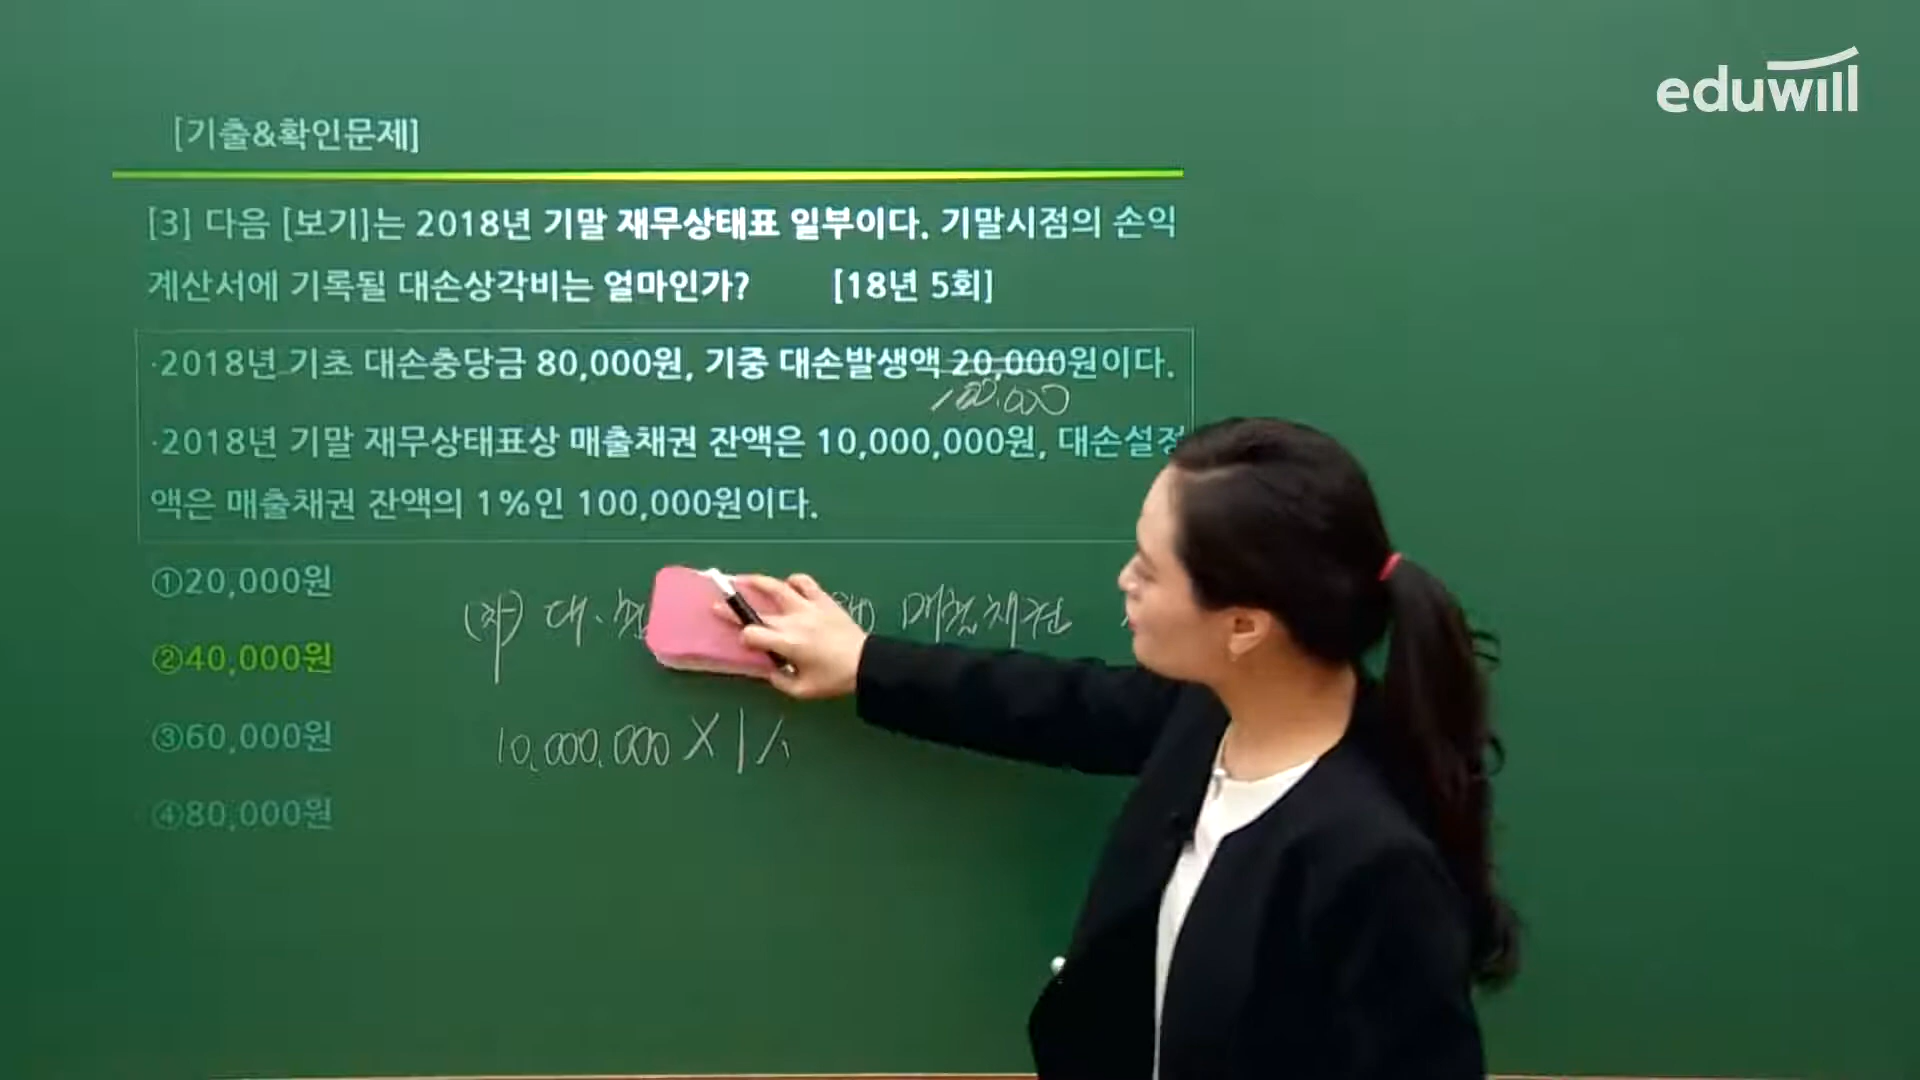 eduwill
[기출&확인문제]
[3] 다음 [보기]는 2018년 기말 재무상태표 일부이다. 기말시점의 손익
계산서에 기록될 대손상각비는 얼마인가? [18년 5회]
·2018년 기초 대손충당금 80,000원, 기중 대손발생액 20,000원이다.
100,000
·2018년 기말 재무상태표상 매출채권 잔액은 10,000,000원, 대손설정
액은 매출채권 잔액의 1%인 100,000원이다.
①20,000원
(차) 대. 매출채권
②40,000원
③60,000원
10,000,000 X 1%
④80,000원